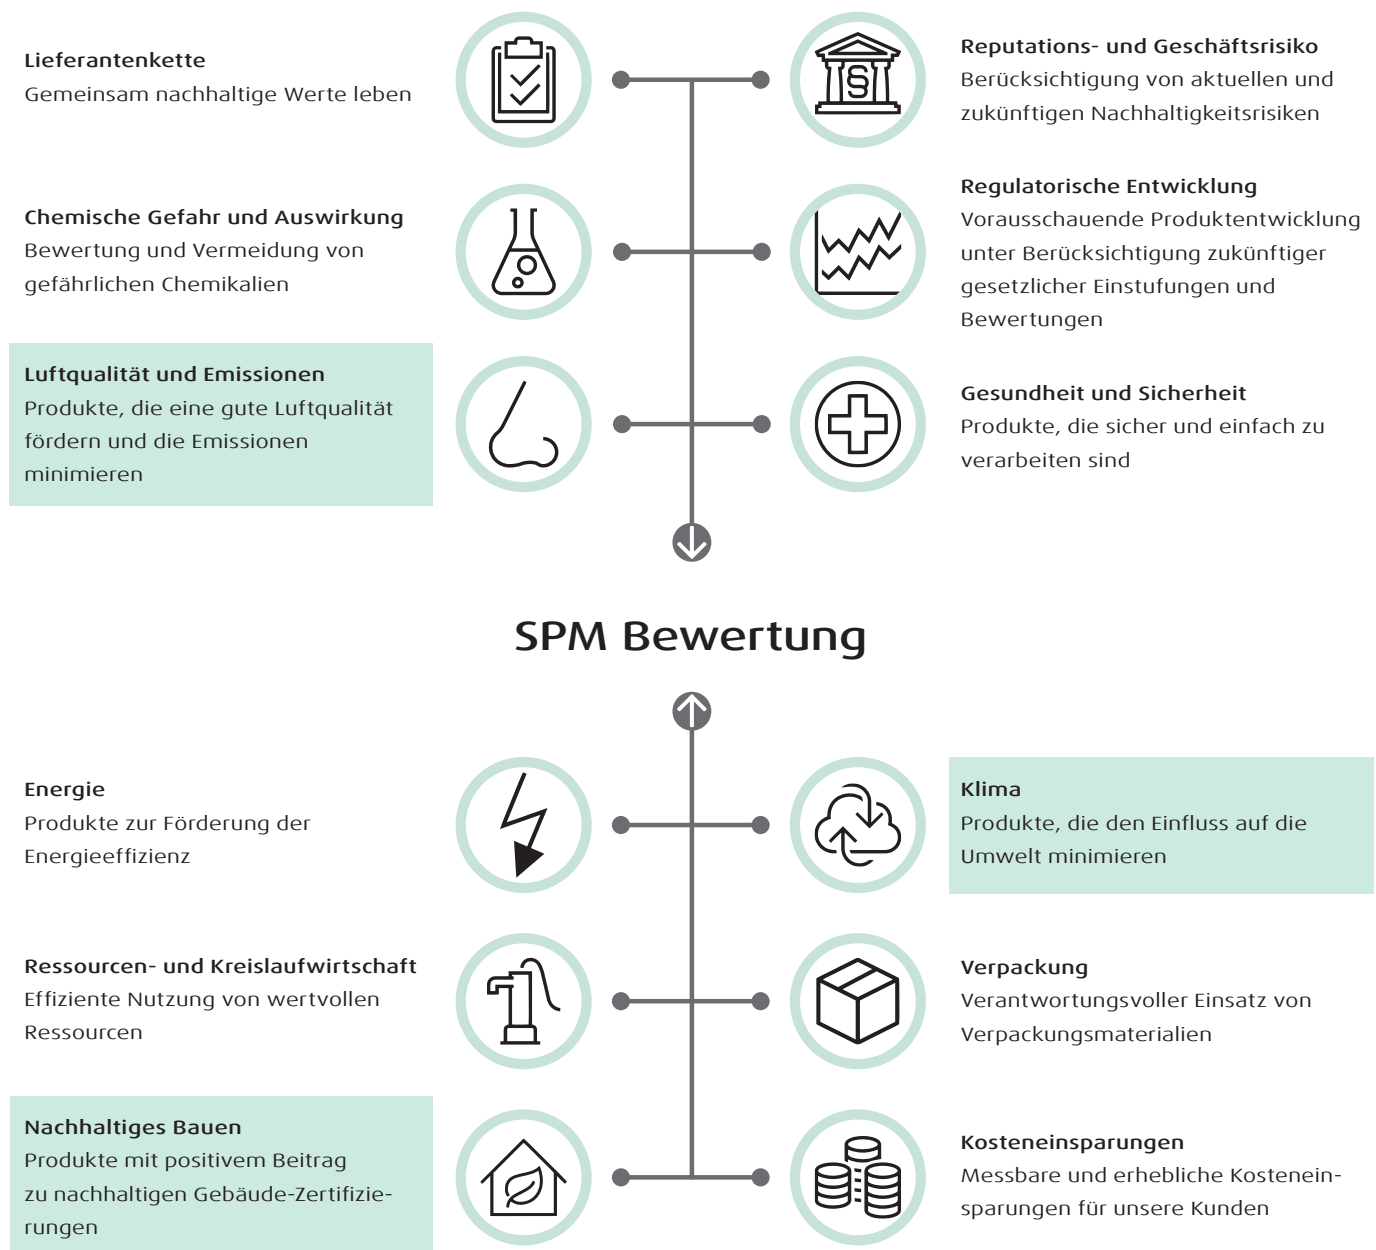 Lieferantenkette
Gemeinsam nachhaltige Werte leben
Reputations- und Geschäftsrisiko
Berücksichtigung von aktuellen und
zukünftigen Nachhaltigkeitsrisiken
§
Chemische Gefahr und Auswirkung
Bewertung und Vermeidung von
gefährlichen Chemikalien
Regulatorische Entwicklung
Vorausschauende Produktentwicklung
unter Berücksichtigung zukünftiger
gesetzlicher Einstufungen und
Bewertungen
Luftqualität und Emissionen
Produkte, die eine gute Luftqualität
fördern und die Emissionen
minimieren
Gesundheit und Sicherheit
Produkte, die sicher und einfach zu
verarbeiten sind
SPM Bewertung
Energie
Produkte zur Förderung der
Energieeffizienz
Klima
Produkte, die den Einfluss auf die
Umwelt minimieren
Ressourcen- und Kreislaufwirtschaft
Effiziente Nutzung von wertvollen
Ressourcen
Verpackung
Verantwortungsvoller Einsatz von
Verpackungsmaterialien
Nachhaltiges Bauen
Produkte mit positivem Beitrag
zu nachhaltigen Gebäude-Zertifizie-
rungen
Kosteneinsparungen
Messbare und erhebliche Kostenein-
sparungen für unsere Kunden